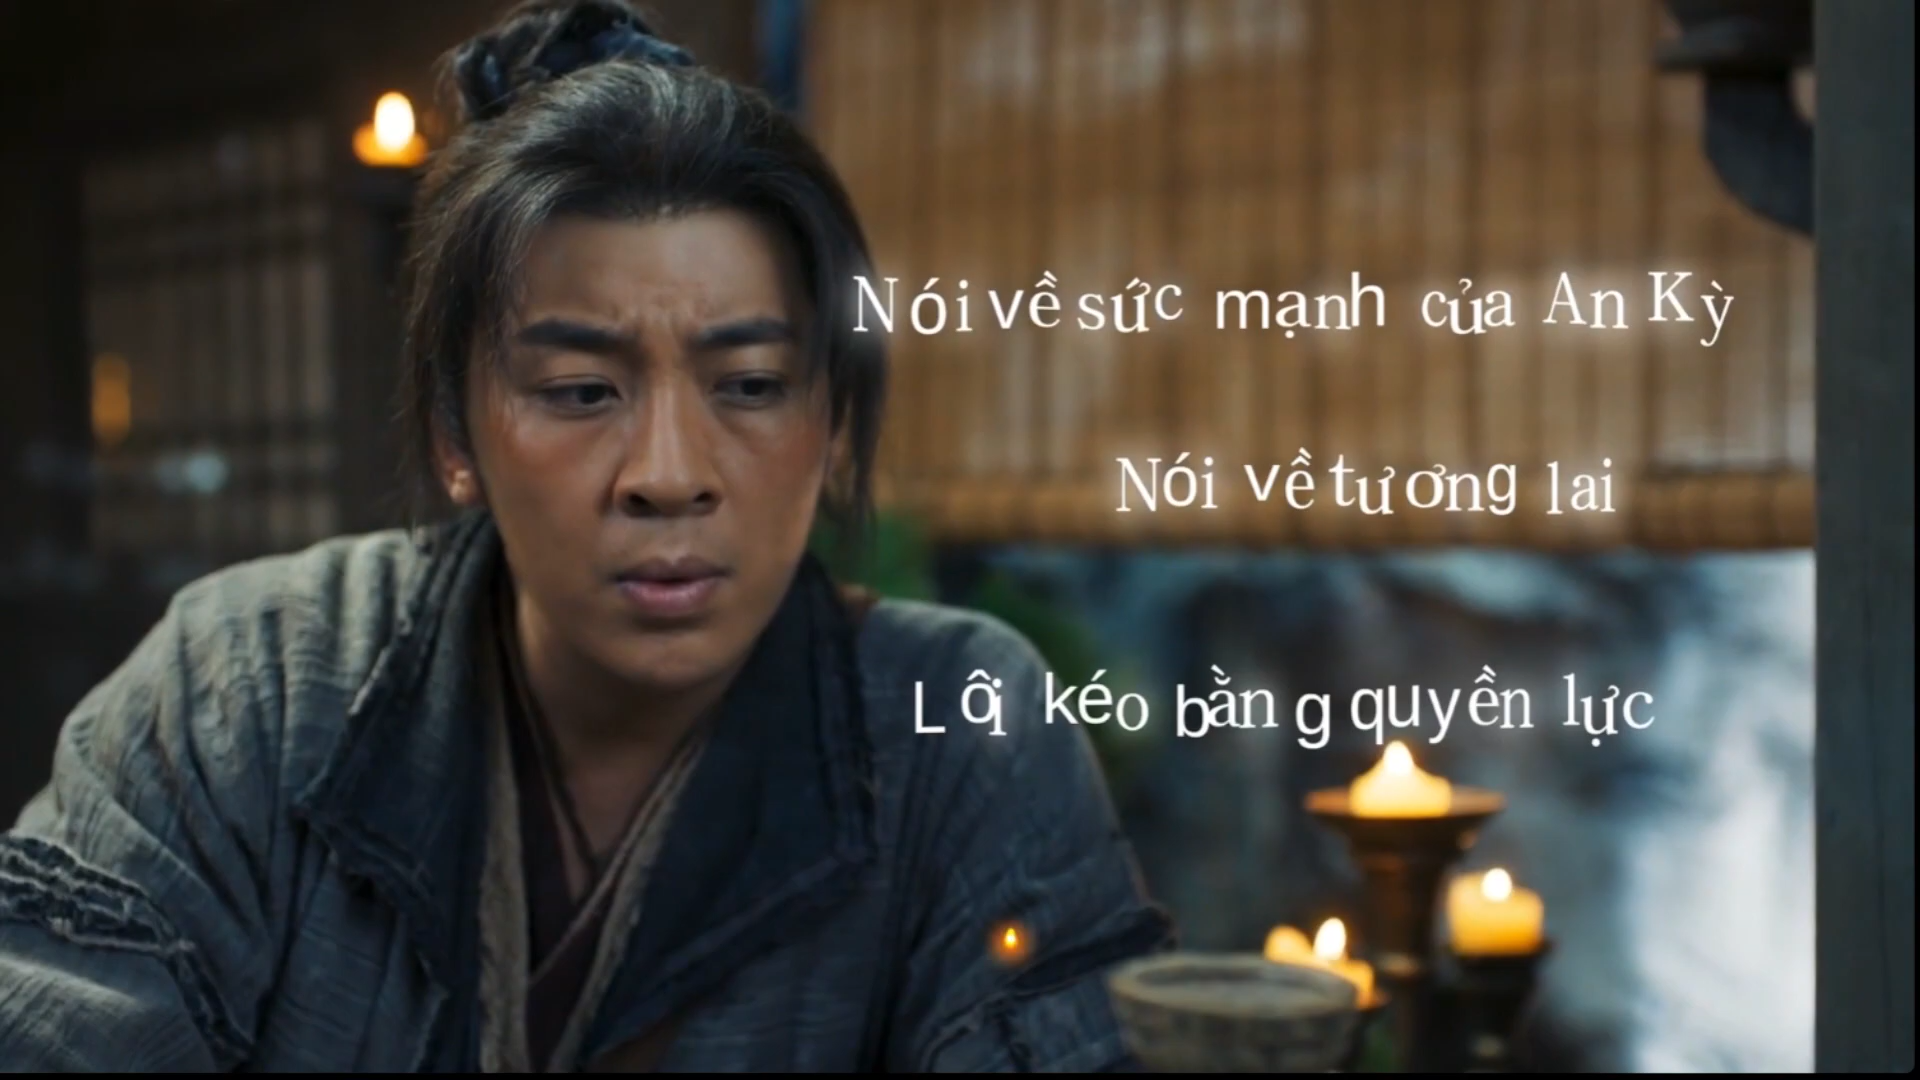 Nói về sức mạnh của An Kỳ
Nói về tương lai
Lôi kéo bằng quyền lực